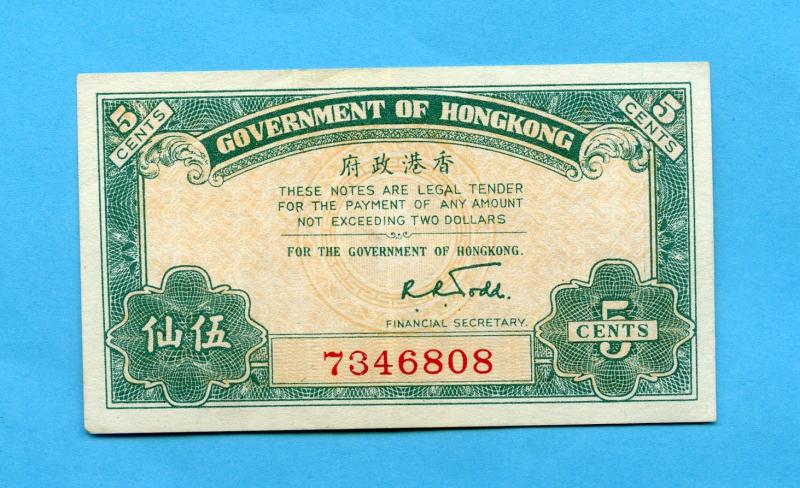 5
CENTS
5
CENTS
GOVERNMENT OF HONGKONG
府政港香
THESE NOTES ARE LEGAL TENDER
FOR THE PAYMENT OF ANY AMOUNT
NOT EXCEEDING TWO DOLLARS
FOR THE GOVERNMENT OF HONGKONG.
R. R. Todd.
FINANCIAL SECRETARY.
仙伍
5
CENTS
7346808